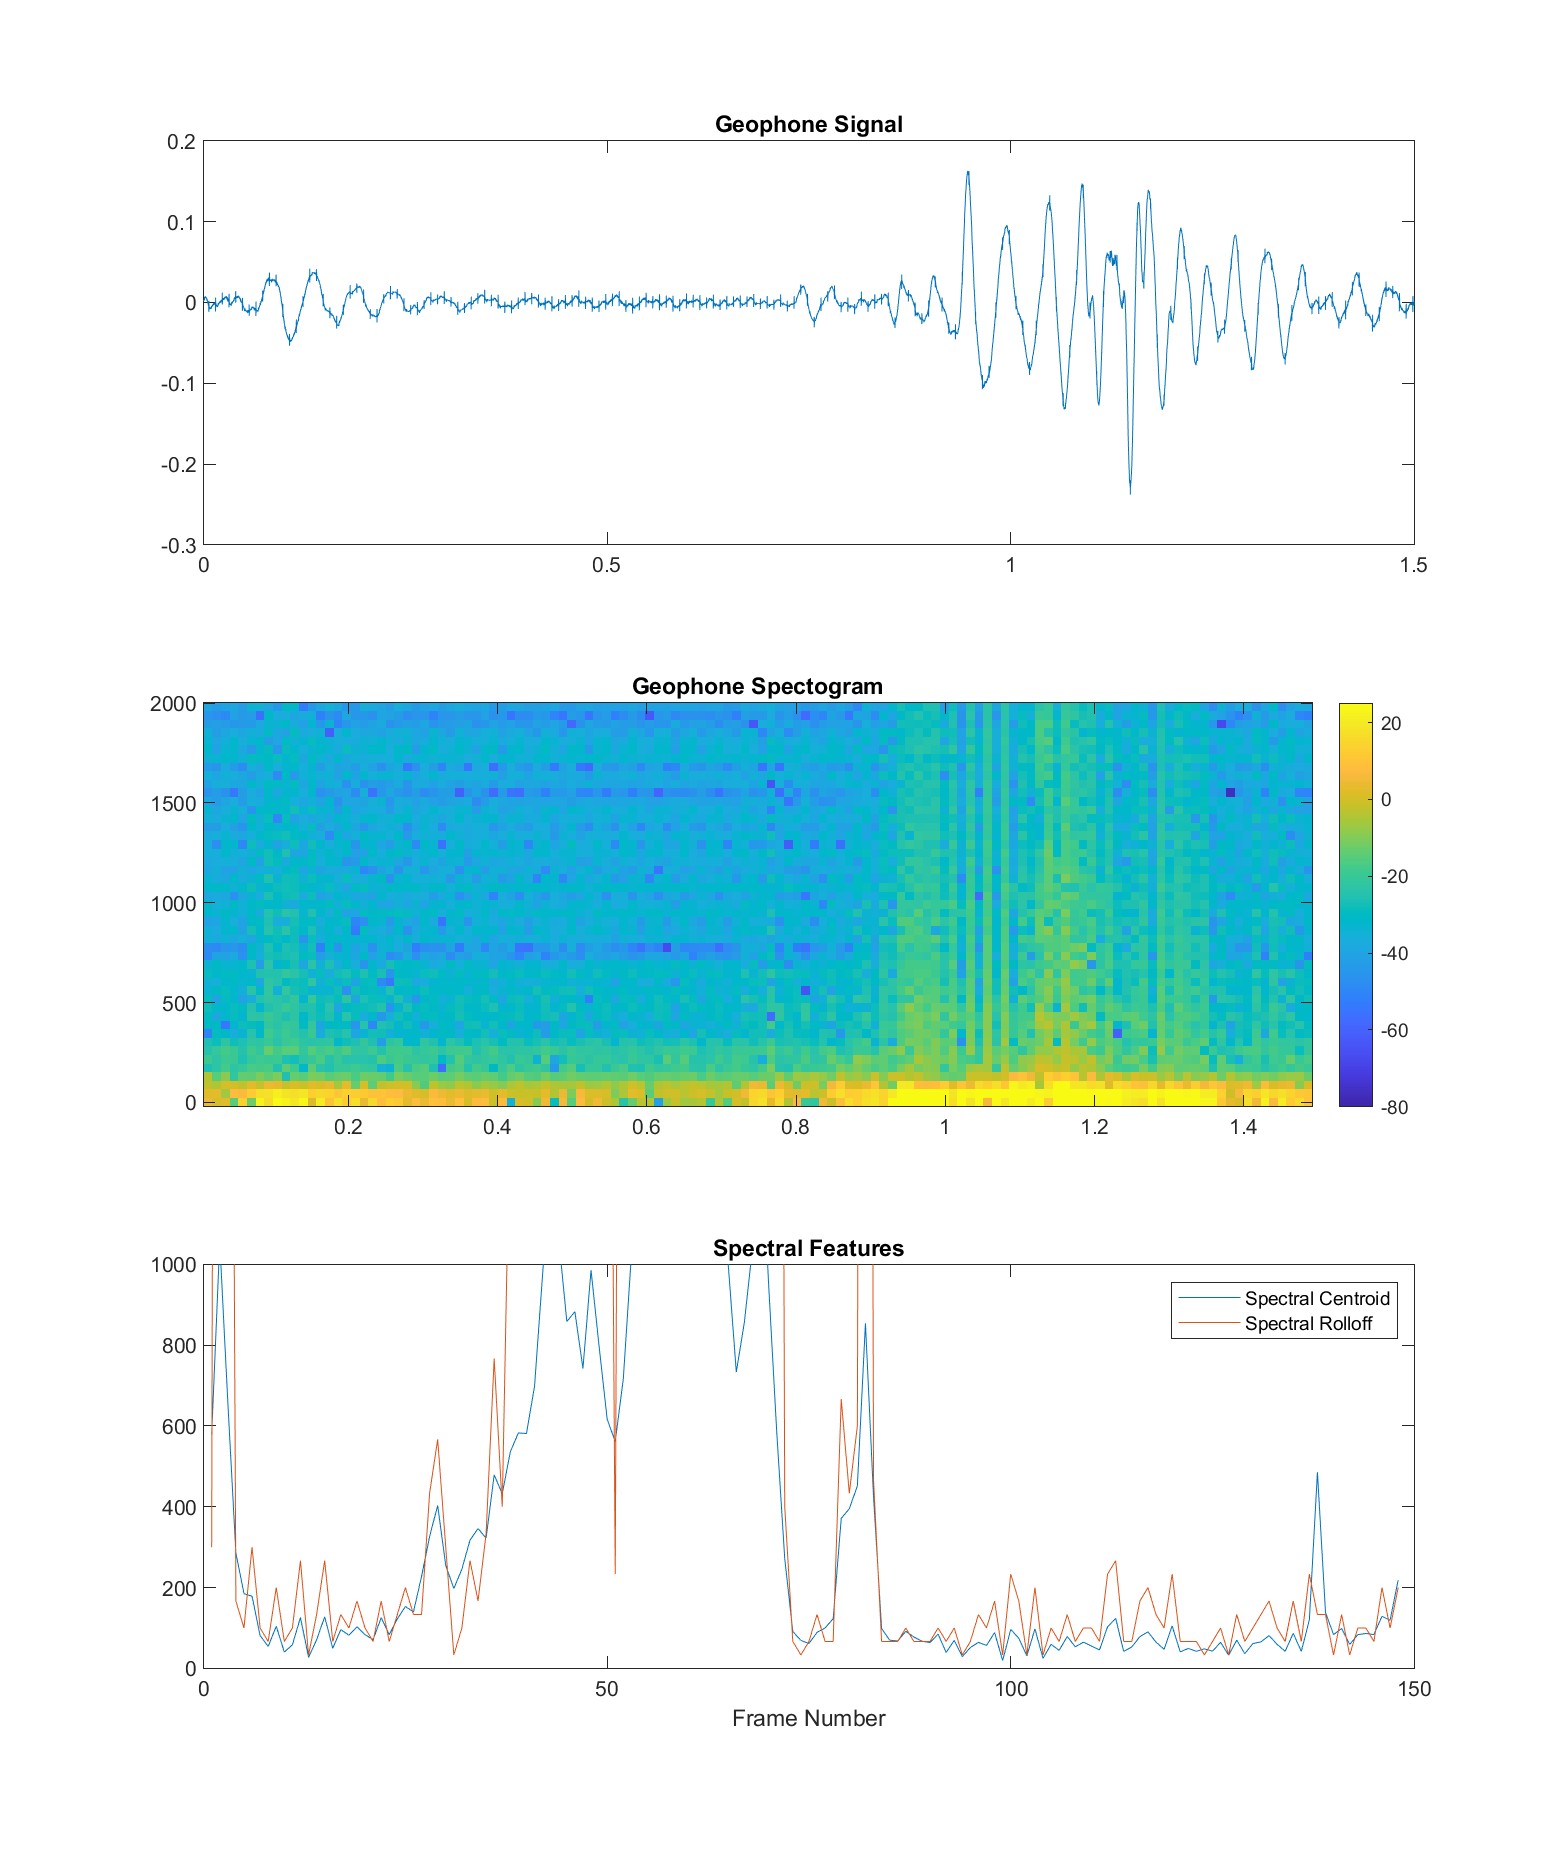 Geophone Signal
0.2
0.1
0
-0.1
-0.2
-0.3
0 0.5 1 1.5
Geophone Spectogram
2000
1500
1000
500
0
0.2 0.4 0.6 0.8 1 1.2 1.4
20
0
-20
-40
-60
-80
Spectral Features
1000
800
600
400
200
0
0 50 100 150
Spectral Centroid
Spectral Rolloff
Frame Number